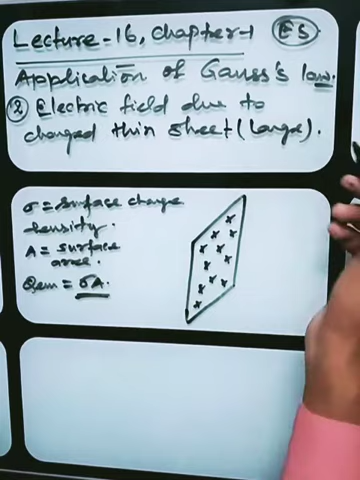 Lecture-16, chapter-1 (ES)
Application of Gauss's law.
② Electric field due to
charged thin sheet (large).
σ = surface charge
density.
A = surface
area.
= σA.